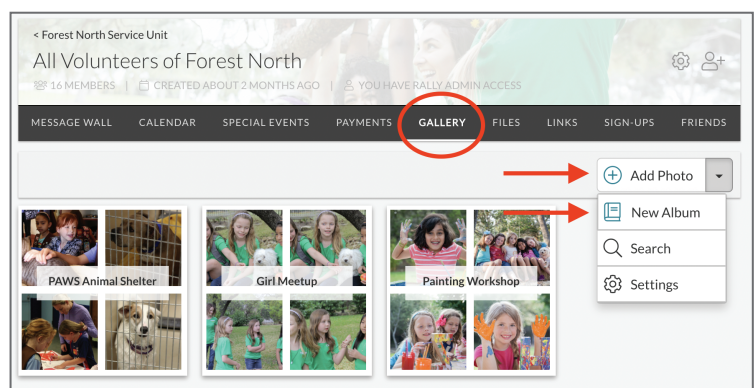 < Forest North Service Unit
All Volunteers of Forest North
16 MEMBERS | CREATED ABOUT 2 MONTHS AGO | YOU HAVE RALLY ADMIN ACCESS
MESSAGE WALL CALENDAR SPECIAL EVENTS PAYMENTS GALLERY FILES LINKS SIGN-UPS FRIENDS
Add Photo
New Album
Search
Settings
PAWS Animal Shelter Girl Meetup Painting Workshop